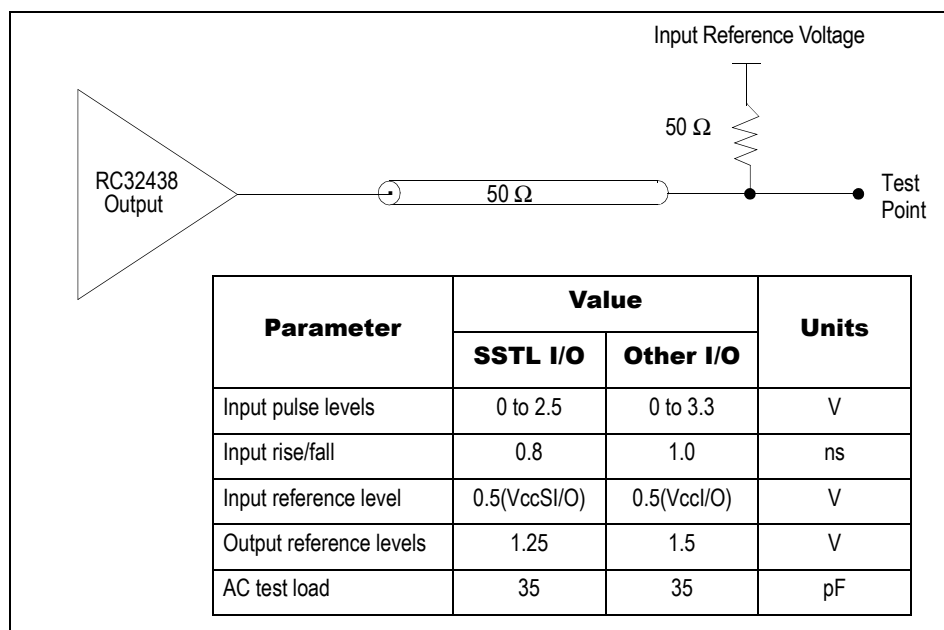 Input Reference Voltage
50 Ω
RC32438
Output
50 Ω
Test
Point
Parameter Value Units
SSTL I/O Other I/O
Input pulse levels 0 to 2.5 0 to 3.3 V
Input rise/fall 0.8 1.0 ns
Input reference level 0.5(VccSI/O) 0.5(VccI/O) V
Output reference levels 1.25 1.5 V
AC test load 35 35 pF